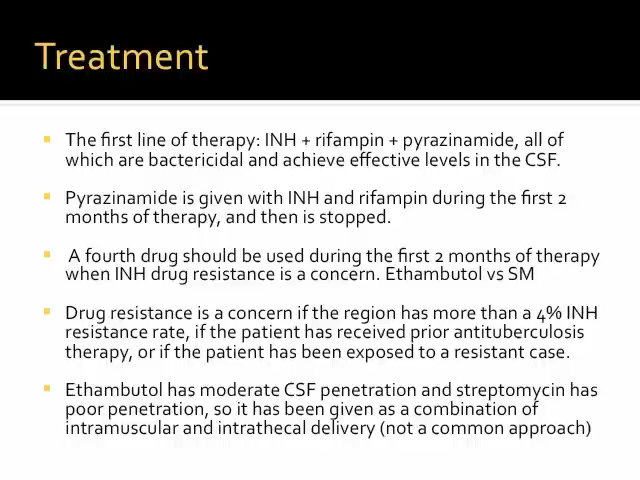 Treatment
The first line of therapy: INH + rifampin + pyrazinamide, all of
which are bactericidal and achieve effective levels in the CSF.
Pyrazinamide is given with INH and rifampin during the first 2
months of therapy, and then is stopped.
A fourth drug should be used during the first 2 months of therapy
when INH drug resistance is a concern. Ethambutol vs SM
Drug resistance is a concern if the region has more than a 4% INH
resistance rate, if the patient has received prior antituberculosis
therapy, or if the patient has been exposed to a resistant case.
Ethambutol has moderate CSF penetration and streptomycin has
poor penetration, so it has been given as a combination of
intramuscular and intrathecal delivery (not a common approach)